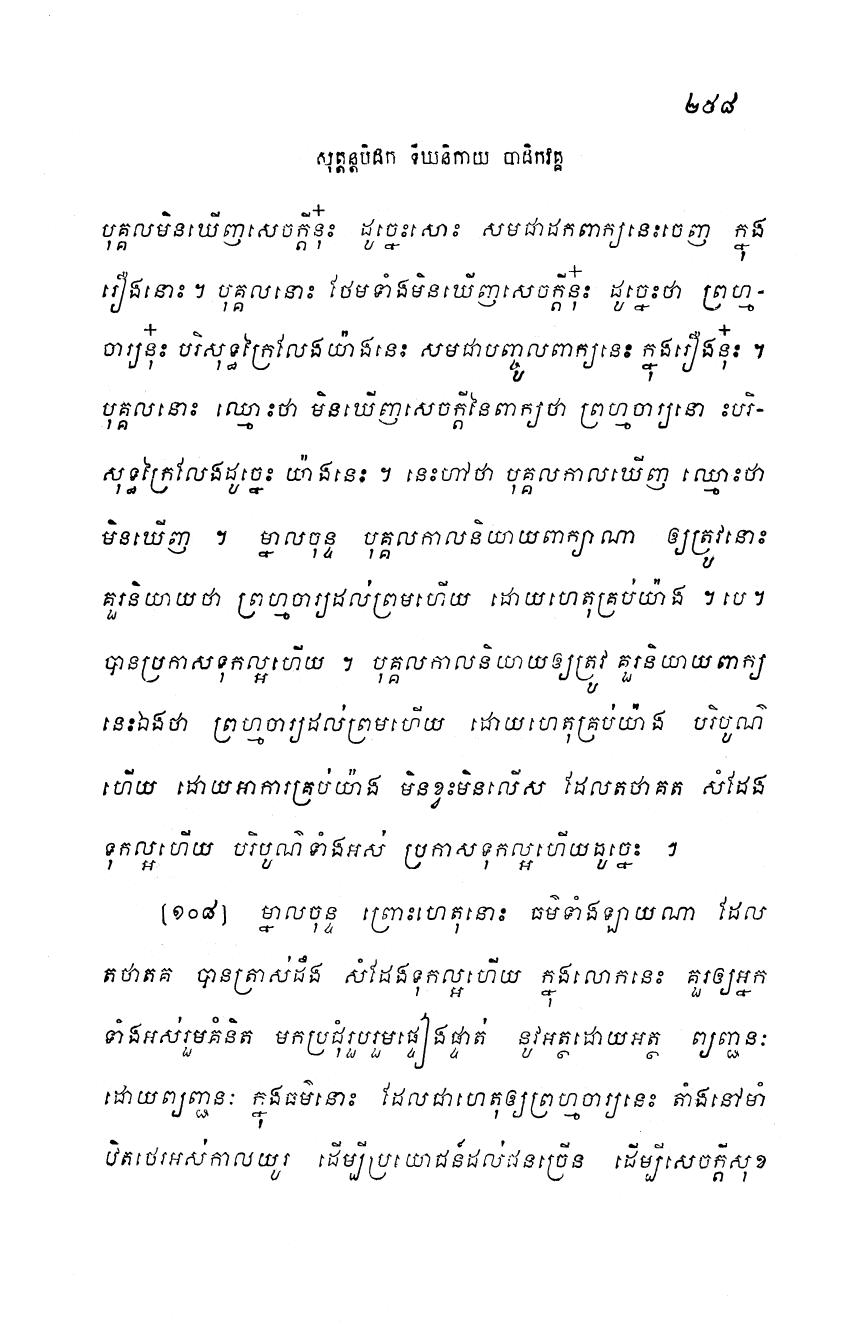 ២៥៨
សុត្តន្តបិដក ទីឃនិកាយ បាដិកវគ្គ
បុគ្គលមិនឃើញសេចក្តីនុ៎ះ ដូច្នេះសោះ សមជាដកពាក្យនេះចេញ ក្នុង
រឿងនោះ ។ បុគ្គលនោះ ថែមទាំងមិនឃើញសេចក្តីនុ៎ះ ដូច្នេះថា ព្រហ្ម-
ចារ្យនុ៎ះ បរិសុទ្ធក្រៃលែងយ៉ាងនេះ សមជាបញ្ចូលពាក្យនេះ ក្នុងរឿងនុ៎ះ ។
បុគ្គលនោះ ឈ្មោះថា មិនឃើញសេចក្តីនៃពាក្យថា ព្រហ្មចារ្យនោះ បរិ-
សុទ្ធក្រៃលែងដូច្នេះ យ៉ាងនេះ ។ នេះហៅថា បុគ្គលកាលឃើញ ឈ្មោះថា
មិនឃើញ ។ ម្នាលចុន្ទ បុគ្គលកាលនិយាយពាក្យណា ឲ្យត្រូវនោះ
គួរនិយាយថា ព្រហ្មចារ្យដល់ព្រមហើយ ដោយហេតុគ្រប់យ៉ាង ។ បេ ។
បានប្រកាសទុកល្អហើយ ។ បុគ្គលកាលនិយាយឲ្យត្រូវ គួរនិយាយពាក្យ
នេះឯងថា ព្រហ្មចារ្យដល់ព្រមហើយ ដោយហេតុគ្រប់យ៉ាង បរិបូណ៌
ហើយ ដោយអាការគ្រប់យ៉ាង មិនខ្វះមិនលើស ដែលតថាគត សំដែង
ទុកល្អហើយ បរិបូណ៌ទាំងអស់ ប្រកាសទុកល្អហើយដូច្នេះ ។
[១០៨] ម្នាលចុន្ទ ព្រោះហេតុនោះ ធម៌ទាំងឡាយណា ដែល
តថាតគ បានត្រាស់ដឹង សំដែងទុកល្អហើយ ក្នុងលោកនេះ គួរឲ្យអ្នក
ទាំងអស់រួមគំនិត មកប្រជុំរួបរួមផ្ទៀងផ្ទាត់ នូវអត្ថដោយអត្ថ ព្យញ្ជនៈ
ដោយព្យញ្ជនៈ ក្នុងធម៌នោះ ដែលជាហេតុឲ្យព្រហ្មចារ្យនេះ តាំងនៅមាំ
ឋិតថេរអស់កាលយូរ ដើម្បីប្រយោជន៍ដល់ជនច្រើន ដើម្បីសេចក្តីសុខ